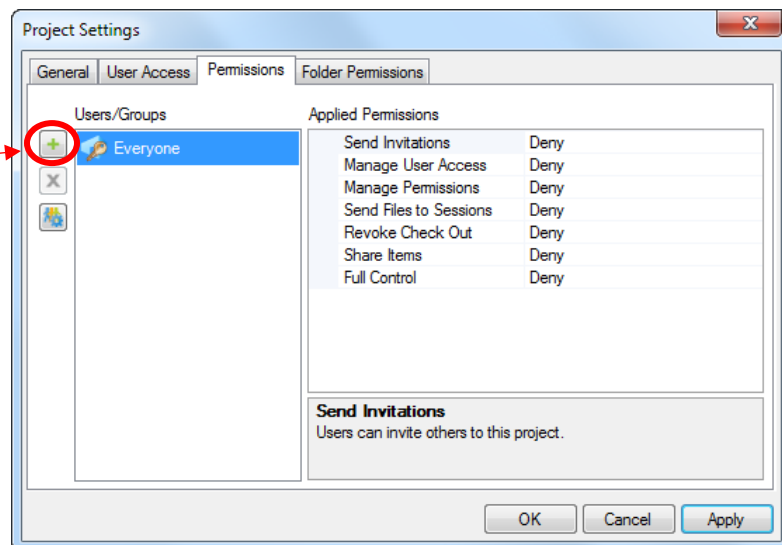 Project Settings
General User Access Permissions Folder Permissions
Users/Groups Applied Permissions
Everyone
Send Invitations Deny
Manage User Access Deny
Manage Permissions Deny
Send Files to Sessions Deny
Revoke Check Out Deny
Share Items Deny
Full Control Deny
Send Invitations
Users can invite others to this project.
OK Cancel Apply